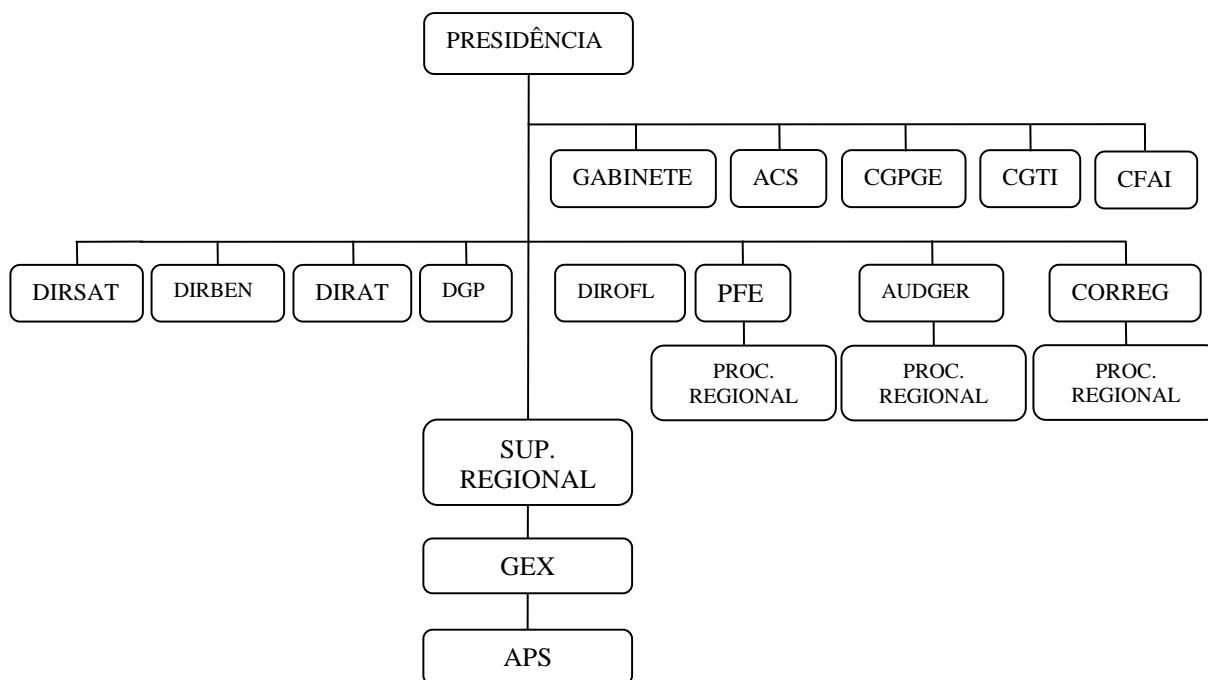 PRESIDÊNCIA
GABINETE
ACS
CGPGE
CGTI
CFAI
DIRSAT
DIRBEN
DIRAT
DGP
DIROFL
PFE
AUDGER
CORREG
PROC.
REGIONAL
PROC.
REGIONAL
PROC.
REGIONAL
SUP.
REGIONAL
GEX
APS